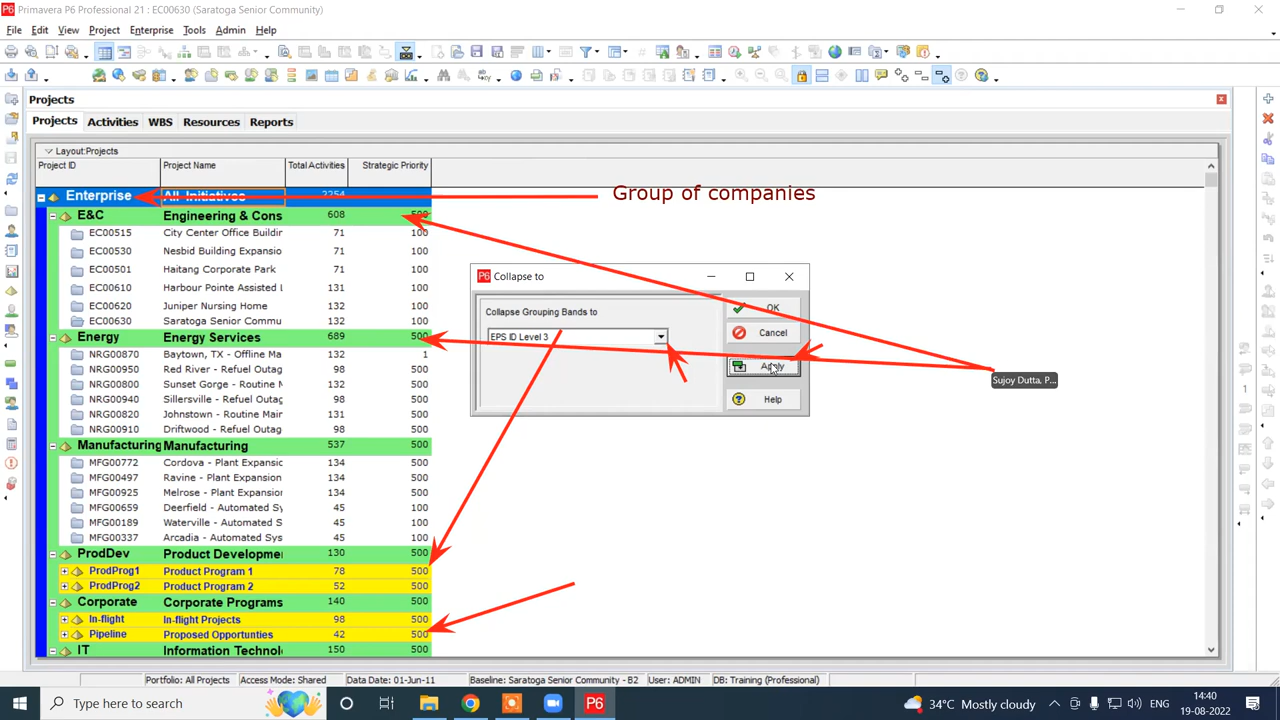 Primavera P6 Professional 21 : EC00630 (Saratoga Senior Community)
File Edit View Project Enterprise Tools Admin Help
Projects
Projects Activities WBS Resources Reports
Layout:Projects
Project ID Project Name Total Activities Strategic Priority
Enterprise All Initiatives 2254
Group of companies
E&C Engineering & Cons 608 500
EC00515 City Center Office Buildir 71 100
EC00530 Nesbid Building Expansio 71 100
EC00501 Haitang Corporate Park 71 100
EC00610 Harbour Pointe Assisted L 131 100
EC00620 Juniper Nursing Home 132 100
EC00630 Saratoga Senior Commu 132 100
Energy Energy Services 689 500
NRG00870 Baytown, TX - Offline Ma 132 1
NRG00950 Red River - Refuel Outag 98 500
NRG00800 Sunset Gorge - Routine M 132 500
NRG00940 Sillersville - Refuel Outag 98 500
NRG00820 Johnstown - Routine Main 131 500
NRG00910 Driftwood - Refuel Outag 98 500
Manufacturing Manufacturing 537 500
MFG00772 Cordova - Plant Expansio 134 500
MFG00497 Ravine - Plant Expansion 134 500
MFG00925 Melrose - Plant Expansion 134 500
MFG00659 Deerfield - Automated Sy 45 100
MFG00189 Waterville - Automated S 45 100
MFG00337 Arcadia - Automated Sys 45 100
ProdDev Product Developme 130 500
ProdProg1 Product Program 1 78 500
ProdProg2 Product Program 2 52 500
Corporate Corporate Programs 140 500
In-flight In-flight Projects 98 500
Pipeline Proposed Opportunties 42 500
IT Information Technol 150 500
P6 Collapse to
Collapse Grouping Bands to
EPS ID Level 3
OK
Cancel
Apply
Help
Sujoy Dutta, P...
Portfolio: All Projects Access Mode: Shared Data Date: 01-Jun-11 Baseline: Saratoga Senior Community - B2 User: ADMIN DB: Training (Professional)
Type here to search
P6
34°C Mostly cloudy
14:40
19-08-2022